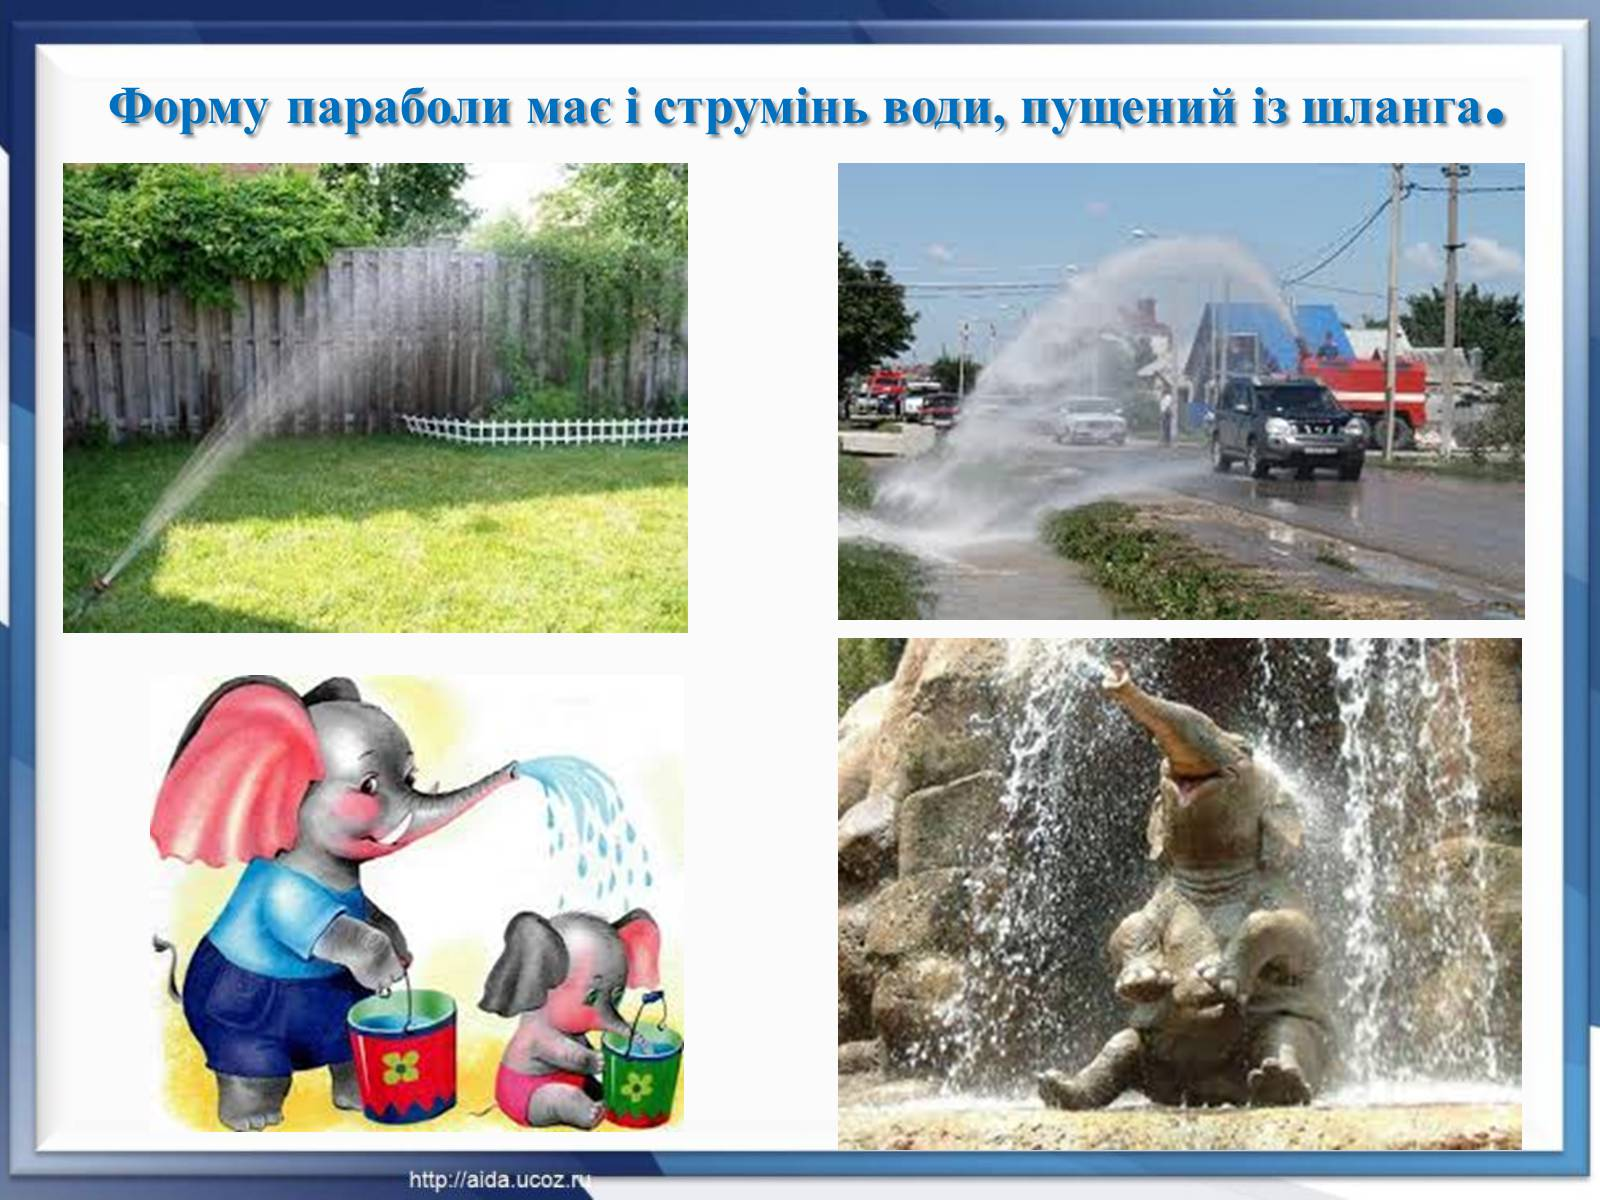 Форму параболи має і струмінь води, пущений із шланга.
http://aida.ucoz.ru